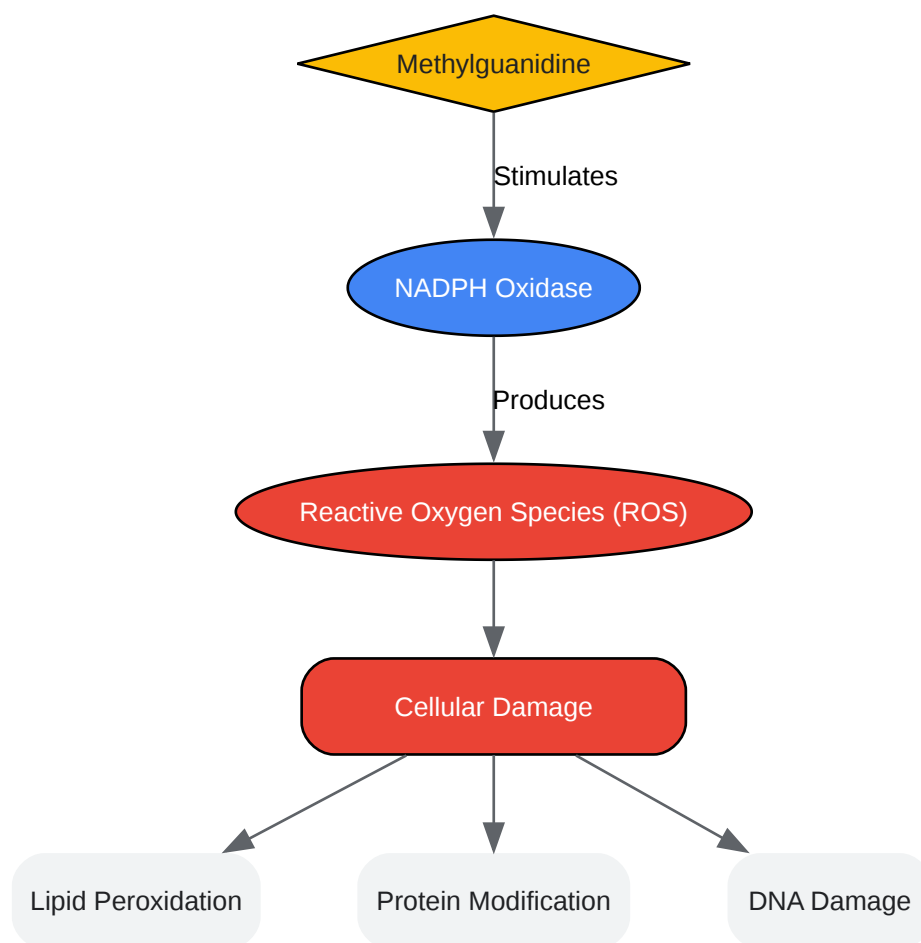 Methylguanidine
Stimulates
NADPH Oxidase
Produces
Reactive Oxygen Species (ROS)
Cellular Damage
Lipid Peroxidation
Protein Modification
DNA Damage